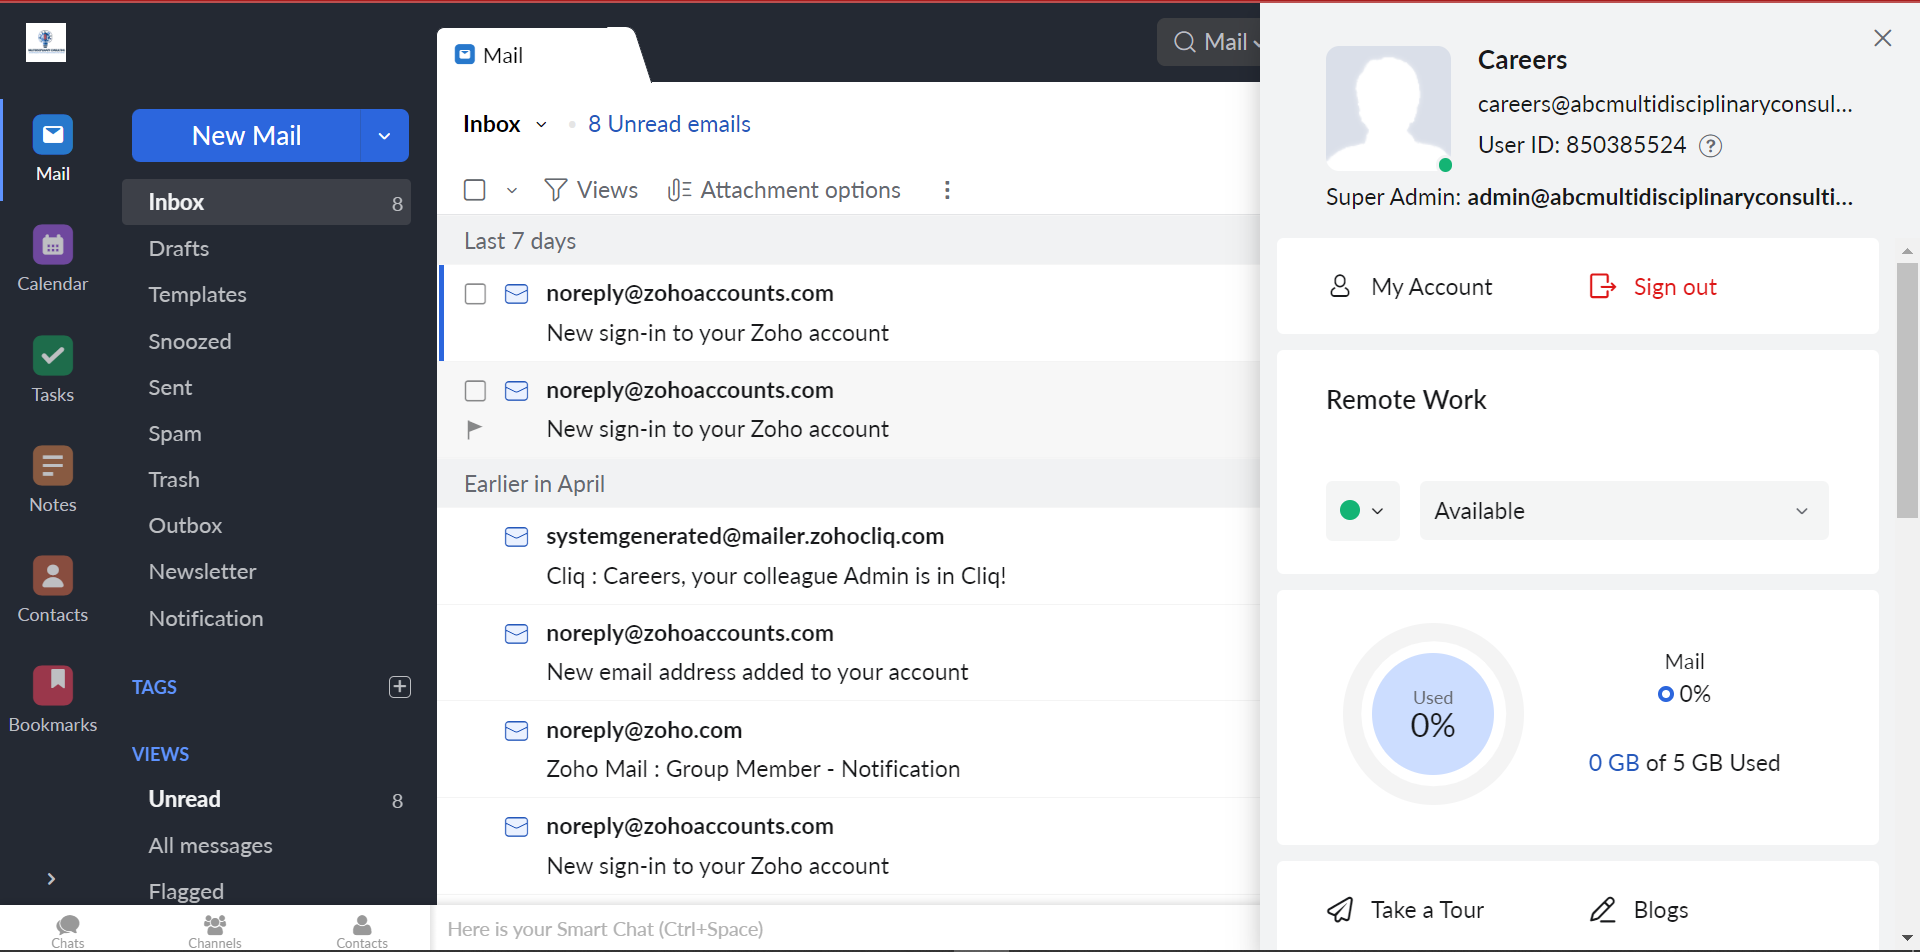 Mail
Calendar
Tasks
Notes
Contacts
Bookmarks
New Mail
Inbox 8
Drafts
Templates
Snoozed
Sent
Spam
Trash
Outbox
Newsletter
Notification
TAGS
VIEWS
Unread 8
All messages
Flagged
Chats
Channels
Contacts
Mail
Mail
Inbox 8 Unread emails
Views Attachment options
Last 7 days
noreply@zohoaccounts.com
New sign-in to your Zoho account
noreply@zohoaccounts.com
New sign-in to your Zoho account
Earlier in April
systemgenerated@mailer.zohocliq.com
Cliq : Careers, your colleague Admin is in Cliq!
noreply@zohoaccounts.com
New email address added to your account
noreply@zoho.com
Zoho Mail : Group Member - Notification
noreply@zohoaccounts.com
New sign-in to your Zoho account
Here is your Smart Chat (Ctrl+Space)
Careers
careers@abcmultidisciplinaryconsul...
User ID: 850385524 ?
Super Admin: admin@abcmultidisciplinaryconsulti...
My Account Sign out
Remote Work
Available
Used
0%
Mail
0%
0 GB of 5 GB Used
Take a Tour Blogs